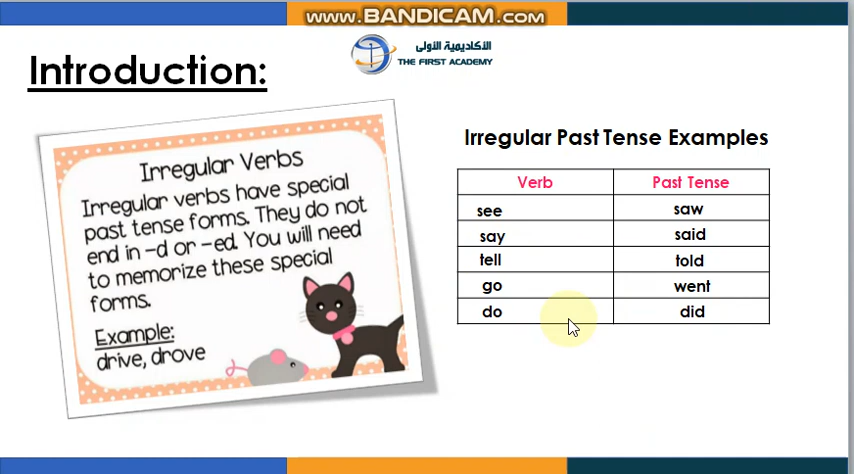 www.BANDICAM.com
الأكاديمية الأولى
THE FIRST ACADEMY
Introduction:
Irregular Verbs
Irregular verbs have special
past tense forms. They do not
end in -d or -ed. You will need
to memorize these special
forms.
Example:
drive, drove
Irregular Past Tense Examples
Verb Past Tense
see saw
say said
tell told
go went
do did